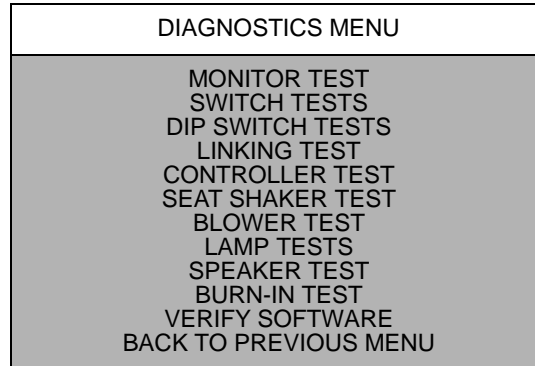 DIAGNOSTICS MENU
MONITOR TEST
SWITCH TESTS
DIP SWITCH TESTS
LINKING TEST
CONTROLLER TEST
SEAT SHAKER TEST
BLOWER TEST
LAMP TESTS
SPEAKER TEST
BURN-IN TEST
VERIFY SOFTWARE
BACK TO PREVIOUS MENU